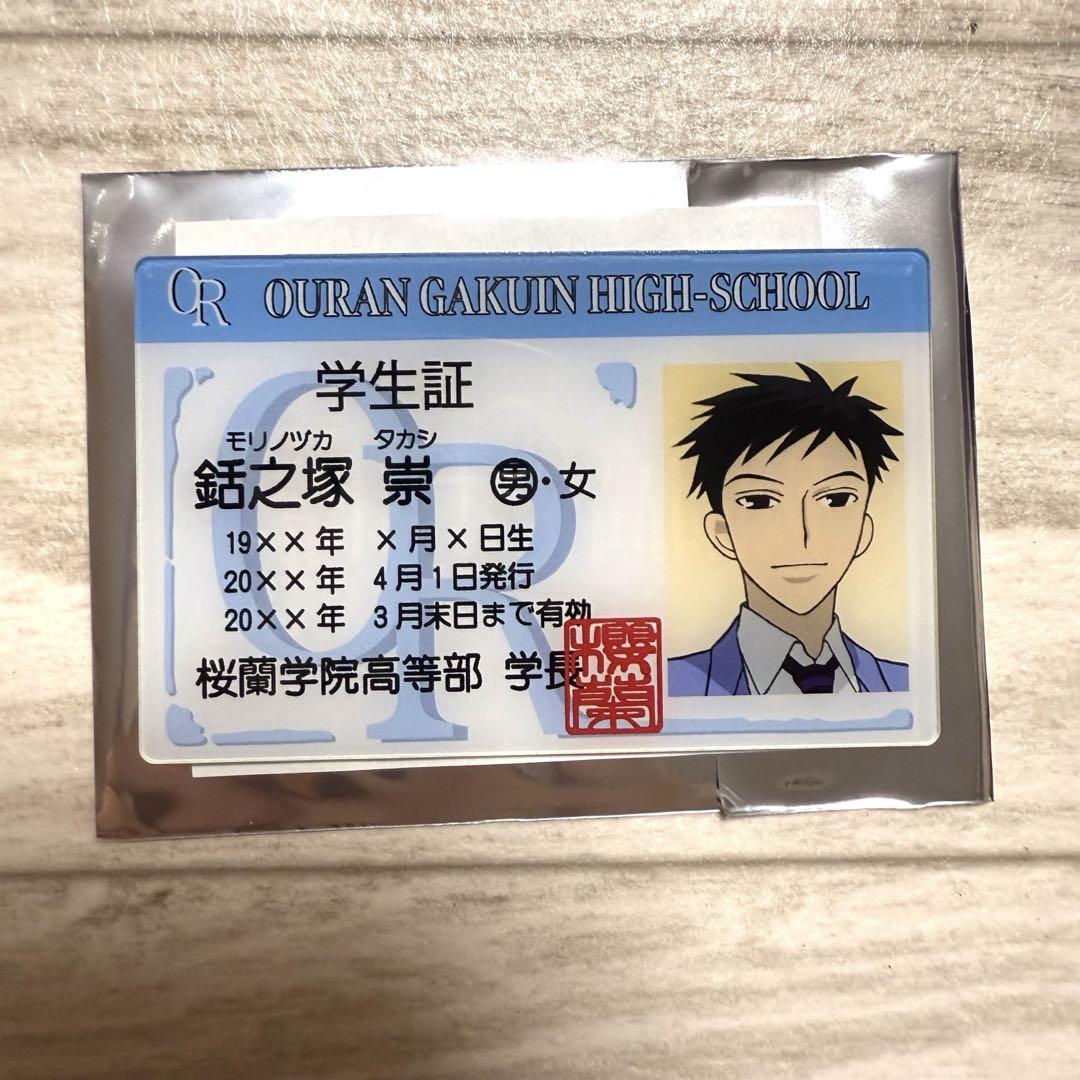 OR OURAN GAKUIN HIGH-SCHOOL
学生証
モリノヅカ タカシ
銛之塚 崇 男・女
19××年 ×月×日生
20××年 4月1日発行
20××年 3月末日まで有効
桜蘭学院高等部 学長
櫻蘭
OR